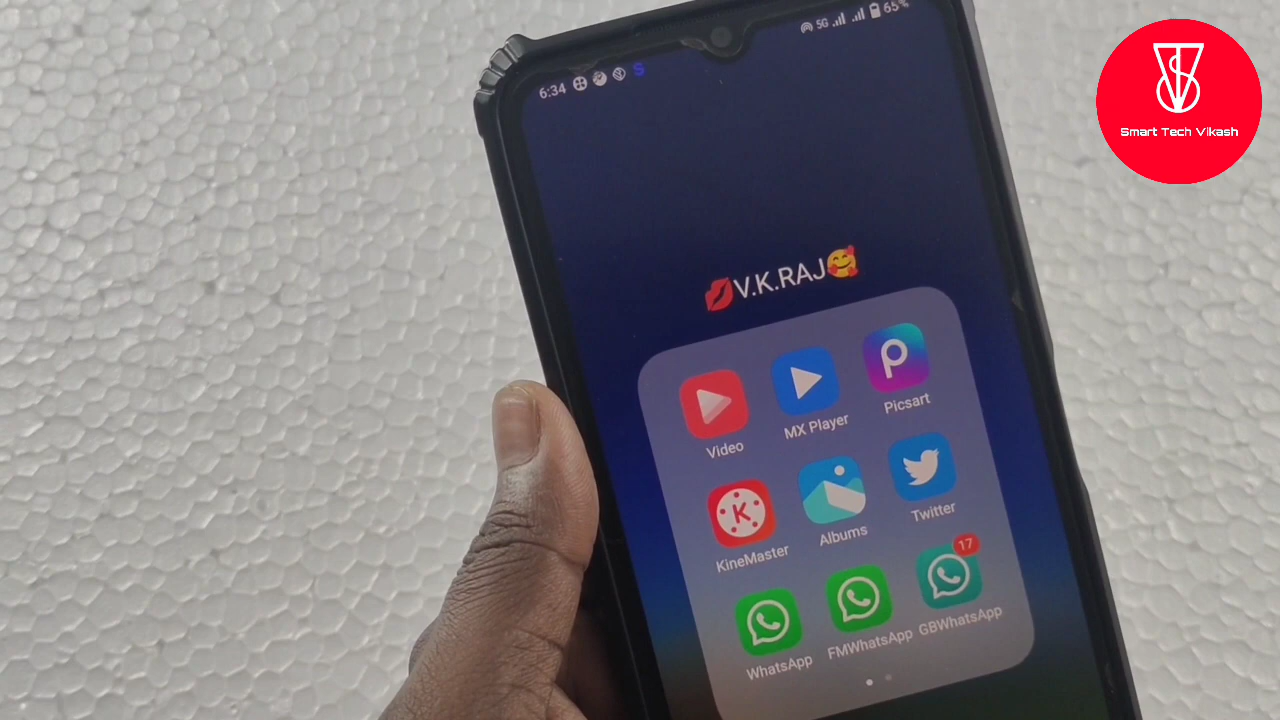 6:34
S
5G
65%
Smart Tech Vikash
V.K.RAJ
Video
MX Player
Picsart
KineMaster
Albums
Twitter
17
WhatsApp
FMWhatsApp
GBWhatsApp